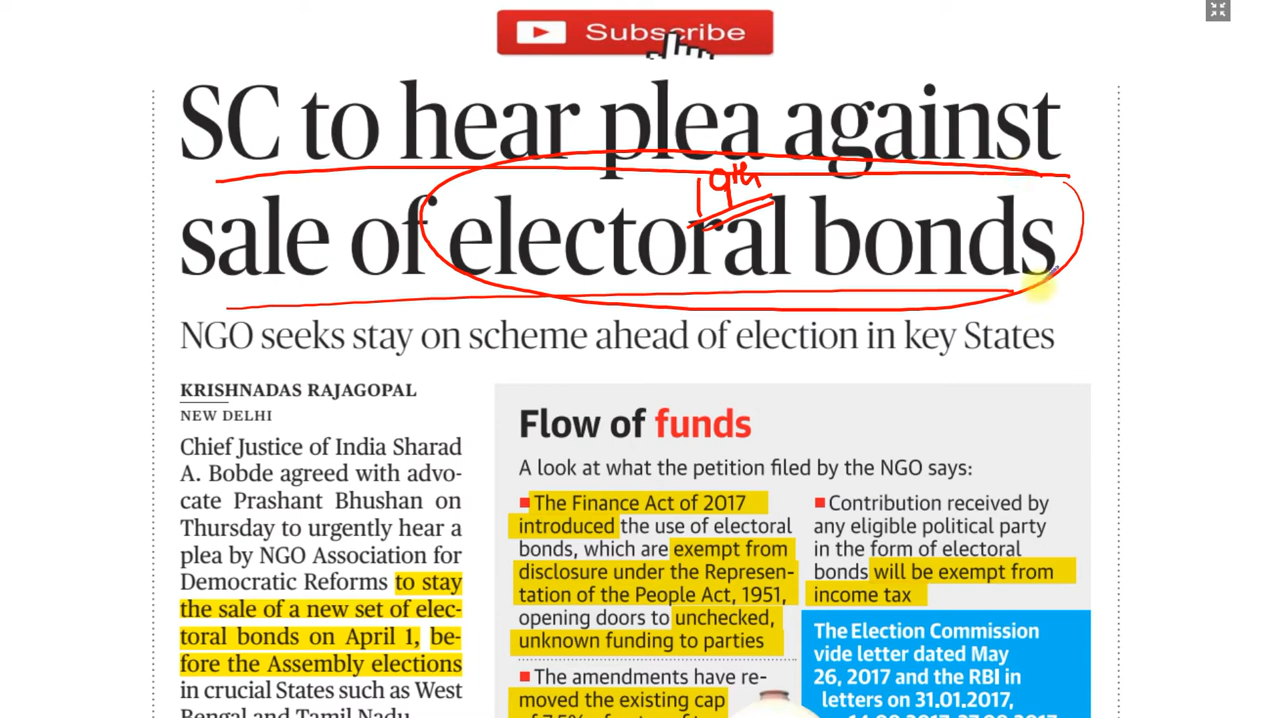 Subscribe
SC to hear plea against
sale of electoral bonds
19th
NGO seeks stay on scheme ahead of election in key States
KRISHNADAS RAJAGOPAL
NEW DELHI
Chief Justice of India Sharad
A. Bobde agreed with advo-
cate Prashant Bhushan on
Thursday to urgently hear a
plea by NGO Association for
Democratic Reforms to stay
the sale of a new set of elec-
toral bonds on April 1, be-
fore the Assembly elections
in crucial States such as West
Bengal and Tamil Nadu
Flow of funds
A look at what the petition filed by the NGO says:
The Finance Act of 2017
introduced the use of electoral
bonds, which are exempt from
disclosure under the Represen-
tation of the People Act, 1951,
opening doors to unchecked,
unknown funding to parties
The amendments have re-
moved the existing cap
Contribution received by
any eligible political party
in the form of electoral
bonds will be exempt from
income tax
The Election Commission
vide letter dated May
26, 2017 and the RBI in
letters on 31.01.2017,